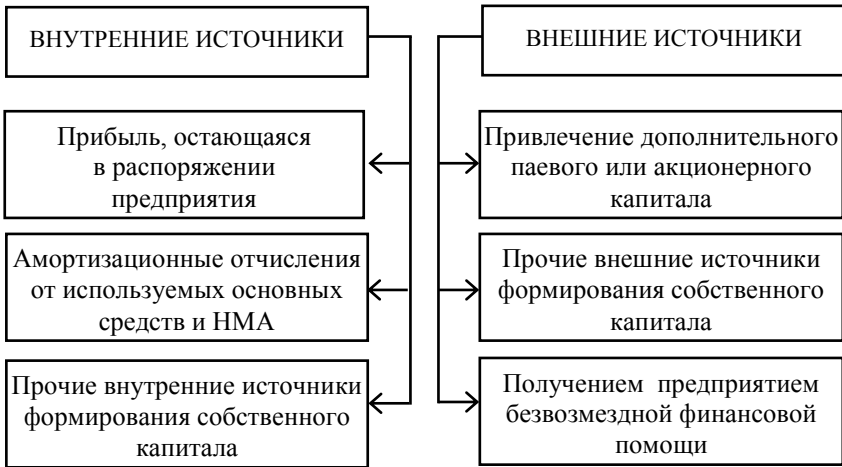 ВНУТРЕННИЕ ИСТОЧНИКИ
Прибыль, остающаяся
в распоряжении
предприятия
Амортизационные отчисления
от используемых основных
средств и НМА
Прочие внутренние источники
формирования собственного
капитала
ВНЕШНИЕ ИСТОЧНИКИ
Привлечение дополнительного
паевого или акционерного
капитала
Прочие внешние источники
формирования собственного
капитала
Получением предприятием
безвозмездной финансовой
помощи